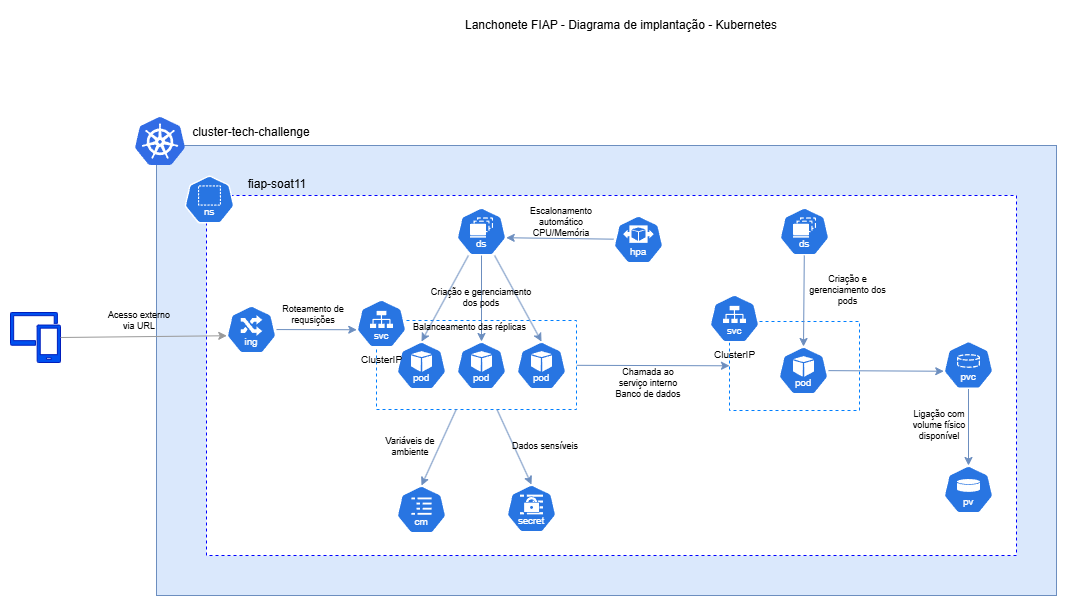 Lanchonete FIAP - Diagrama de implantação - Kubernetes
cluster-tech-challenge
fiap-soat11
ns
ds
Escalonamento
automático
CPU/Memória
hpa
ds
Criação e gerenciamento
dos pods
Criação e
gerenciamento dos
pods
Acesso externo
via URL
ing
Roteamento de
requsições
svc
ClusterIP
Balanceamento das réplicas
pod
pod
pod
Chamada ao
serviço interno
Banco de dados
svc
ClusterIP
pod
pvc
Ligação com
volume físico
disponível
pv
Variáveis de
ambiente
Dados sensíveis
cm
secret